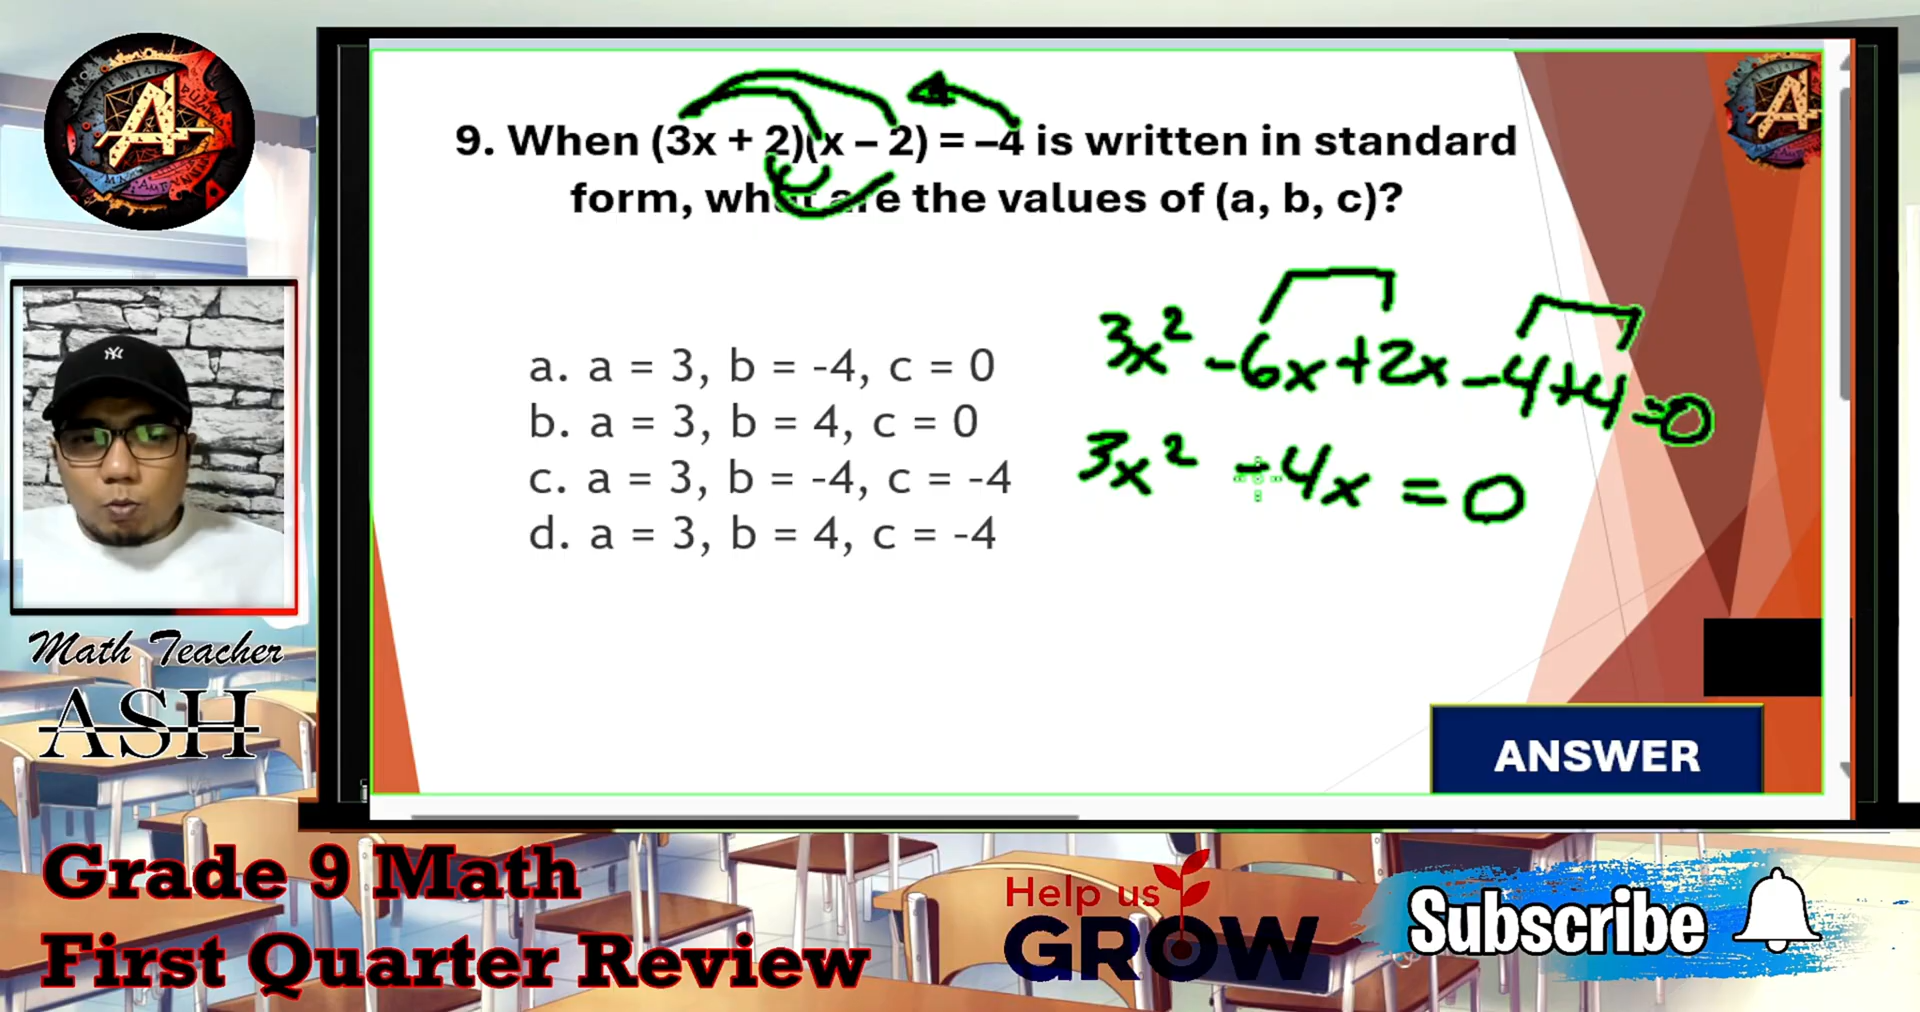 9. When (3x + 2)(x – 2) = –4 is written in standard
form, what are the values of (a, b, c)?
3x² -6x+2x-4+4=0
a. a = 3, b = -4, c = 0
b. a = 3, b = 4, c = 0
c. a = 3, b = -4, c = -4
d. a = 3, b = 4, c = -4
3x² -4x = 0
ANSWER
Math Teacher
ASH
Grade 9 Math
First Quarter Review
Help us
GROW
Subscribe